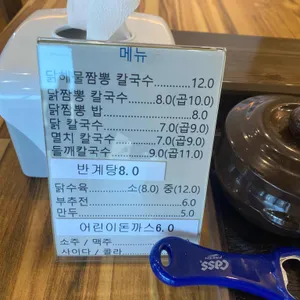 메뉴
닭해물짬뽕 칼국수..........12.0
닭짬뽕 칼국수........8.0(곱10.0)
닭짬뽕 밥..................8.0
닭 칼국수............7.0(곱9.0)
멸치 칼국수..........7.0(곱9.0)
들깨칼국수..........9.0(곱11.0)
반계탕8.0
닭수육 소(8.0) 중(12.0)
부추전..................6.0
만두....................5.0
어린이돈까스6.0
소주 / 맥주
사이다 / 콜라
Cass